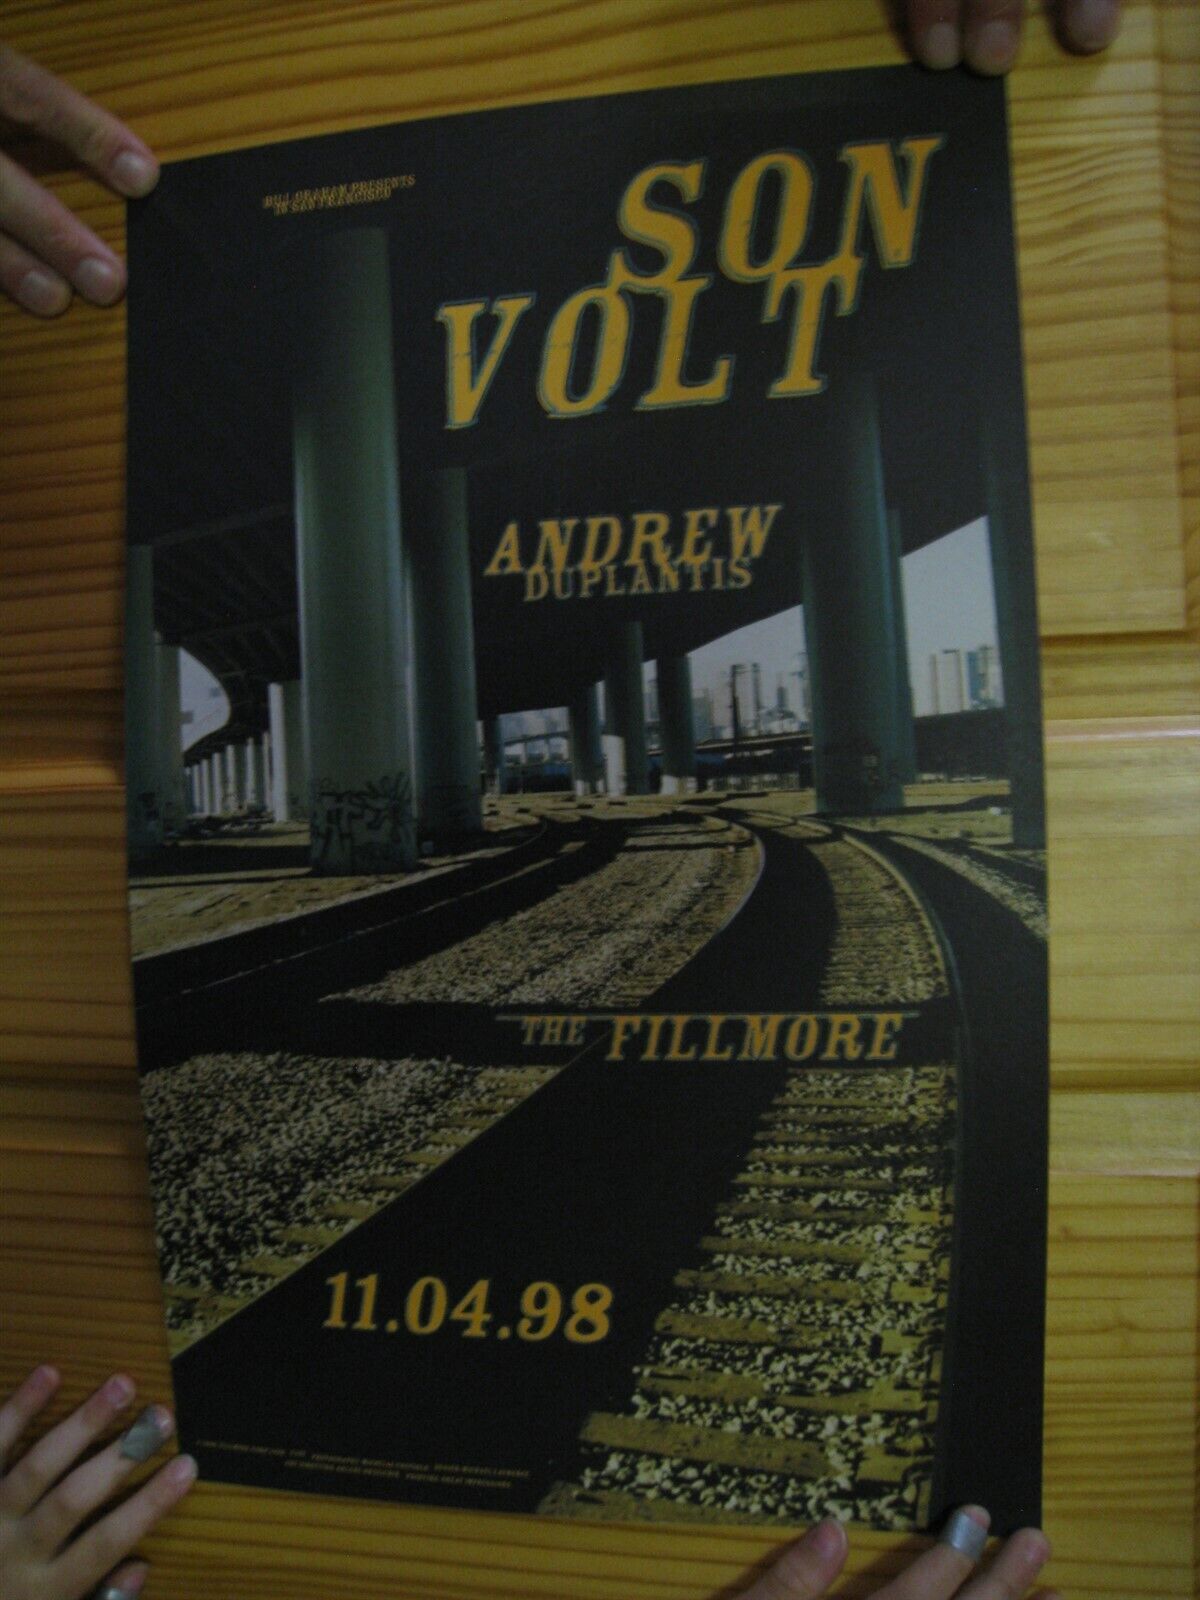 BILL GRAHAM PRESENTS
IN SAN FRANCISCO
SON
VOLT
ANDREW
DUPLANTIS
THE FILLMORE
11.04.98